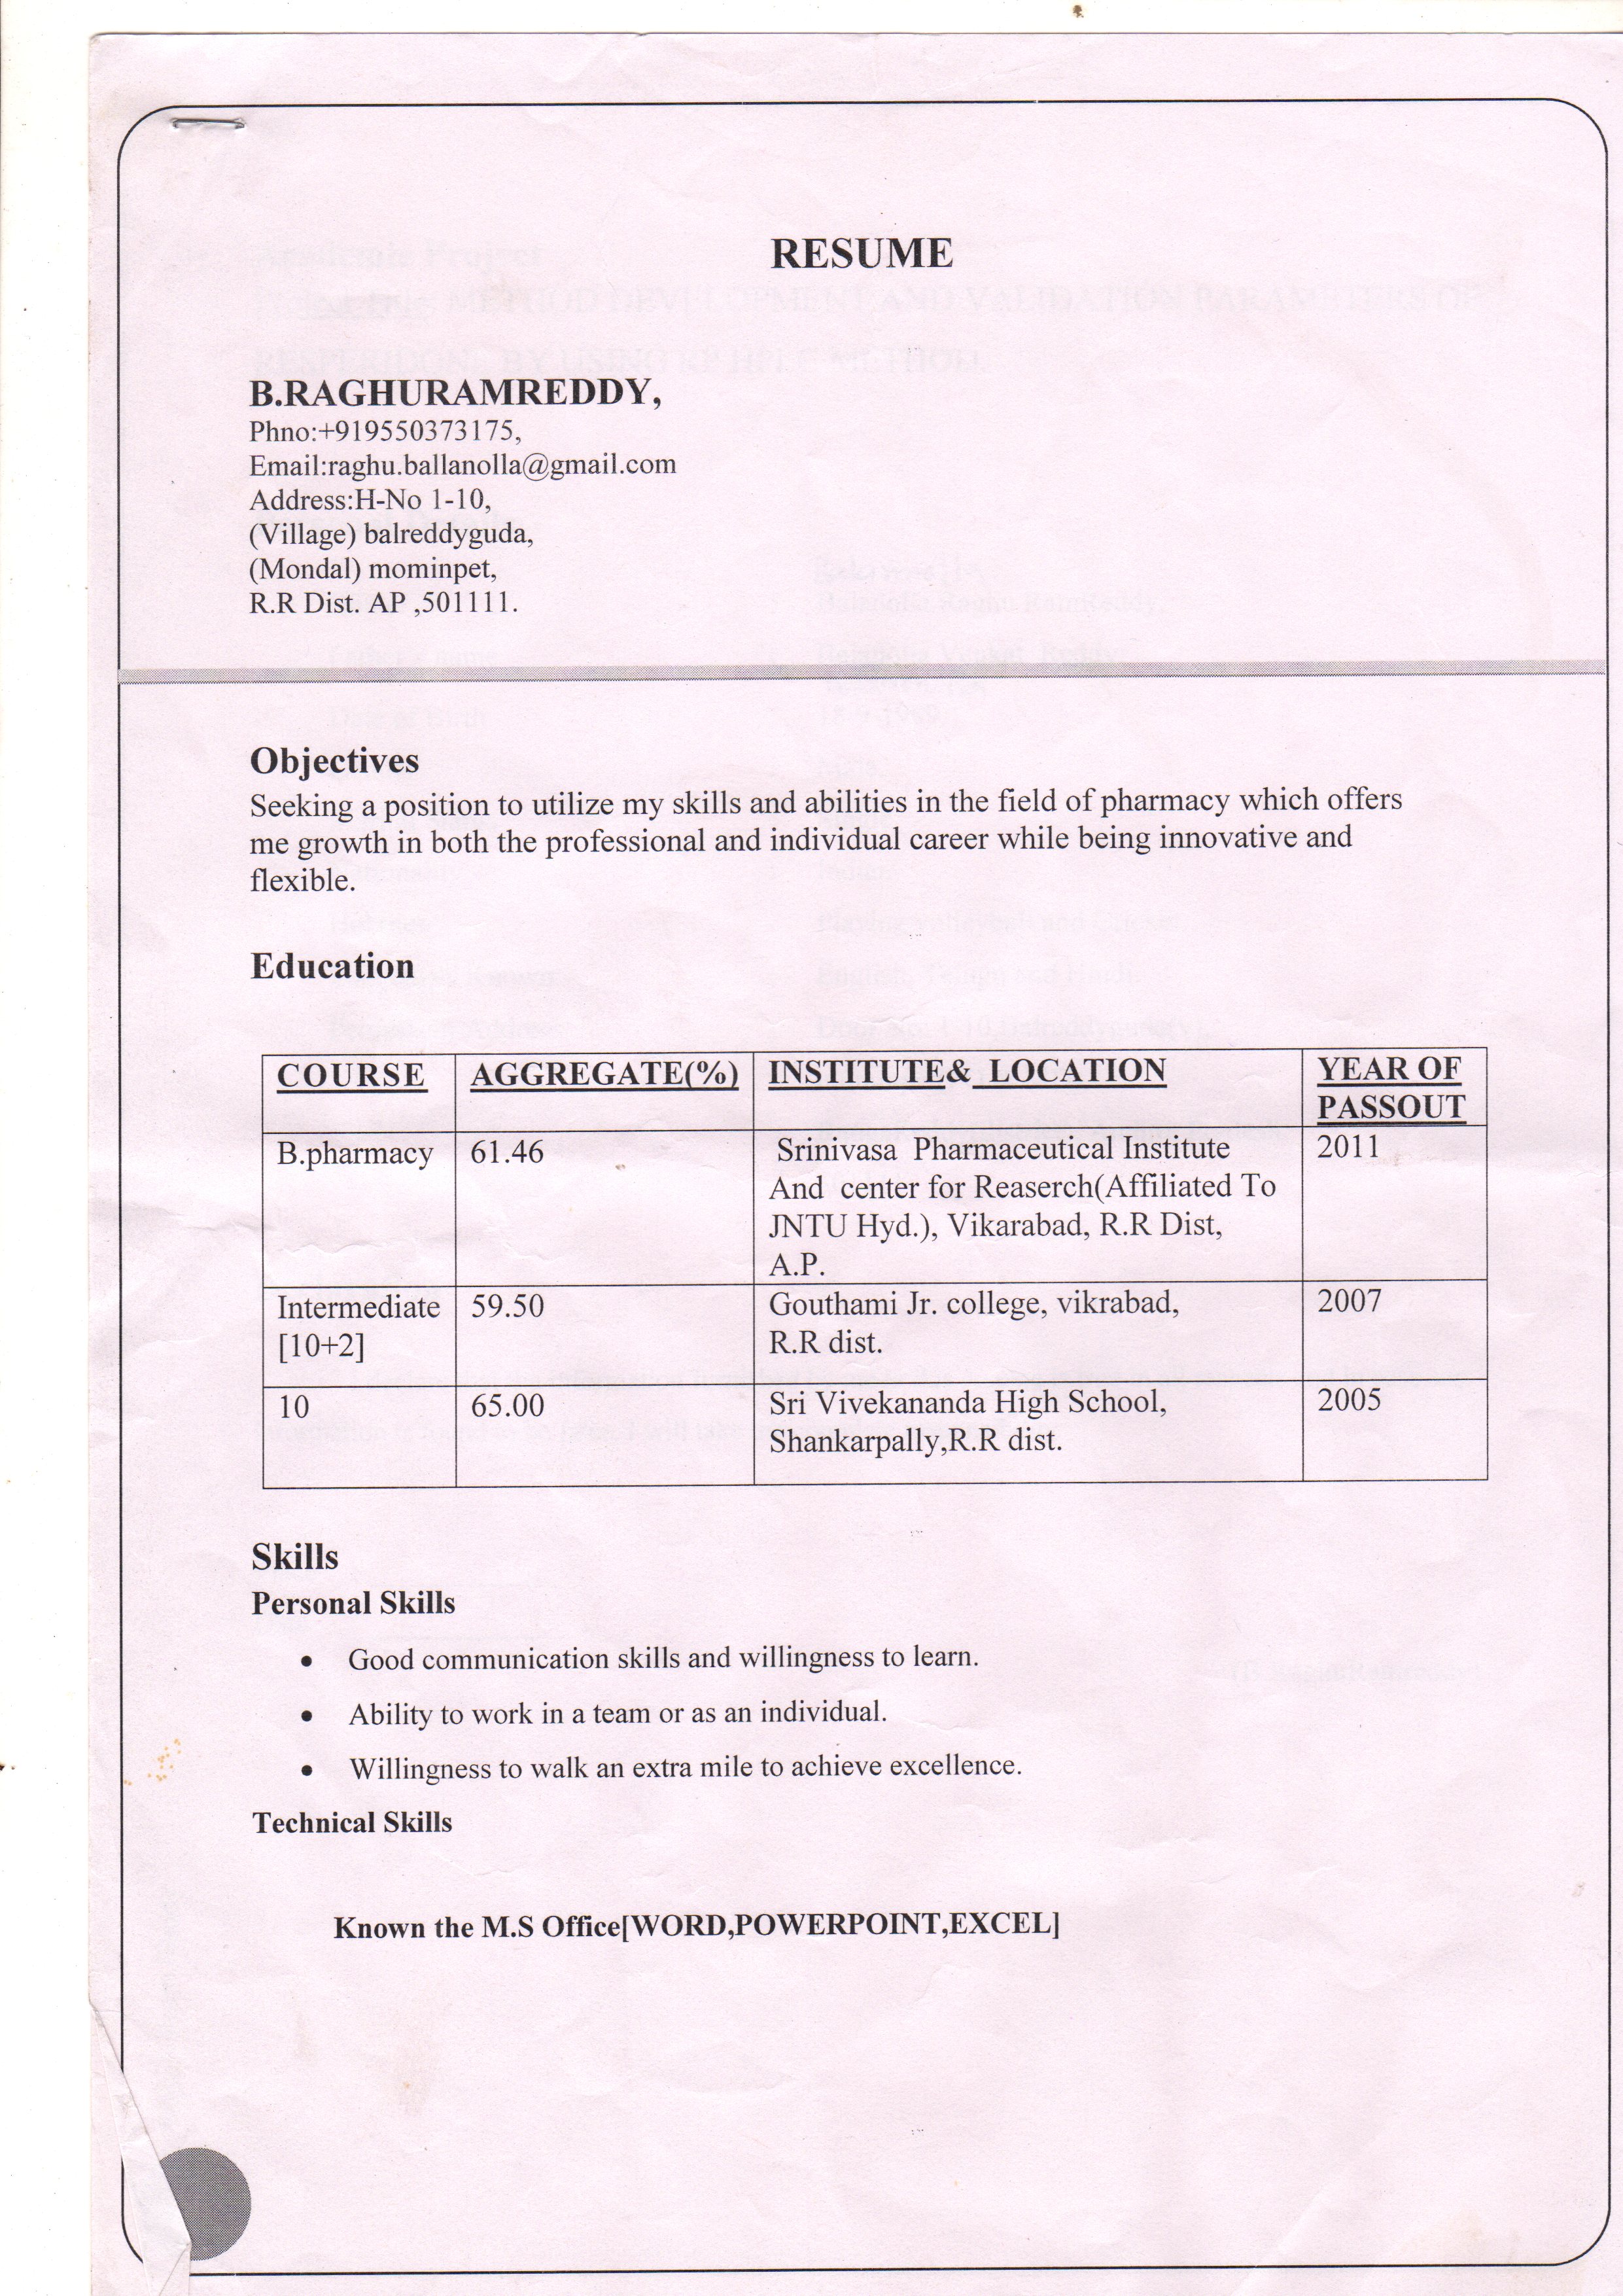 RESUME
B.RAGHURAMREDDY,
Phno:+919550373175,
Email:raghu.ballanolla@gmail.com
Address:H-No 1-10,
(Village) balreddyguda,
(Mondal) mominpet,
R.R Dist. AP ,501111.
Objectives
Seeking a position to utilize my skills and abilities in the field of pharmacy which offers
me growth in both the professional and individual career while being innovative and
flexible.
Education
COURSE AGGREGATE(%) INSTITUTE& LOCATION YEAR OF
PASSOUT
B.pharmacy 61.46 Srinivasa Pharmaceutical Institute 2011
And center for Reaserch(Affiliated To
JNTU Hyd.), Vikarabad, R.R Dist,
A.P.
Intermediate 59.50 Gouthami Jr. college, vikrabad, 2007
[10+2] R.R dist.
10 65.00 Sri Vivekananda High School, 2005
Shankarpally,R.R dist.
Skills
Personal Skills
• Good communication skills and willingness to learn.
• Ability to work in a team or as an individual.
• Willingness to walk an extra mile to achieve excellence.
Technical Skills
Known the M.S Office[WORD,POWERPOINT,EXCEL]